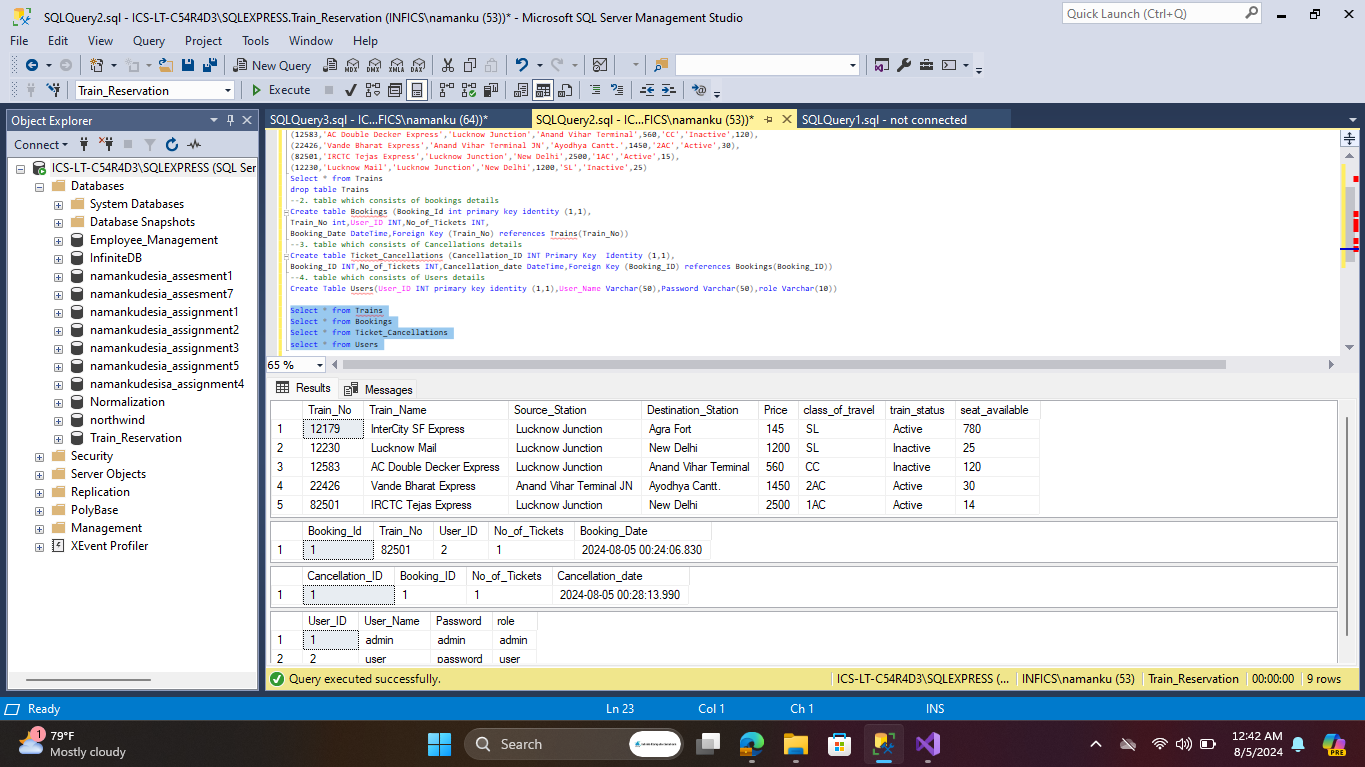 SQLQuery2.sql - ICS-LT-C54R4D3\SQLEXPRESS.Train_Reservation (INFICS\namanku (53))* - Microsoft SQL Server Management Studio
Quick Launch (Ctrl+Q)
File Edit View Query Project Tools Window Help
New Query MDX DMX XMLA DAX
Train_Reservation Execute
Object Explorer
Connect
ICS-LT-C54R4D3\SQLEXPRESS (SQL Ser
Databases
System Databases
Database Snapshots
Employee_Management
InfiniteDB
namankudesia_assesment1
namankudesia_assesment7
namankudesia_assignment1
namankudesia_assignment2
namankudesia_assignment3
namankudesia_assignment5
namankudesisa_assignment4
Normalization
northwind
Train_Reservation
Security
Server Objects
Replication
PolyBase
Management
XEvent Profiler
SQLQuery3.sql - IC...FICS\namanku (64))* SQLQuery2.sql - IC...FICS\namanku (53))* SQLQuery1.sql - not connected
(12583,'AC Double Decker Express','Lucknow Junction','Anand Vihar Terminal',560,'CC','Inactive',120),
(22426,'Vande Bharat Express','Anand Vihar Terminal JN','Ayodhya Cantt.',1450,'2AC','Active',30),
(82501,'IRCTC Tejas Express','Lucknow Junction','New Delhi',2500,'1AC','Active',15),
(12230,'Lucknow Mail','Lucknow Junction','New Delhi',1200,'SL','Inactive',25)
Select * from Trains
drop table Trains
--2. table which consists of bookings details
Create table Bookings (Booking_Id int primary key identity (1,1),
Train_No int,User_ID INT,No_of_Tickets INT,
Booking_Date DateTime,Foreign Key (Train_No) references Trains(Train_No))
--3. table which consists of Cancellations details
Create table Ticket_Cancellations (Cancellation_ID INT Primary Key  Identity (1,1),
Booking_ID INT,No_of_Tickets INT,Cancellation_date DateTime,Foreign Key (Booking_ID) references Bookings(Booking_ID))
--4. table which consists of Users details
Create Table Users(User_ID INT primary key identity (1,1),User_Name Varchar(50),Password Varchar(50),role Varchar(10))
Select * from Trains
Select * from Bookings
Select * from Ticket_Cancellations
select * from Users
65 %
Results Messages
Train_No Train_Name Source_Station Destination_Station Price class_of_travel train_status seat_available
1 12179 InterCity SF Express Lucknow Junction Agra Fort 145 SL Active 780
2 12230 Lucknow Mail Lucknow Junction New Delhi 1200 SL Inactive 25
3 12583 AC Double Decker Express Lucknow Junction Anand Vihar Terminal 560 CC Inactive 120
4 22426 Vande Bharat Express Anand Vihar Terminal JN Ayodhya Cantt. 1450 2AC Active 30
5 82501 IRCTC Tejas Express Lucknow Junction New Delhi 2500 1AC Active 14
Booking_Id Train_No User_ID No_of_Tickets Booking_Date
1 1 82501 2 1 2024-08-05 00:24:06.830
Cancellation_ID Booking_ID No_of_Tickets Cancellation_date
1 1 1 1 2024-08-05 00:28:13.990
User_ID User_Name Password role
1 1 admin admin admin
2 2 user password user
Query executed successfully. ICS-LT-C54R4D3\SQLEXPRESS (... INFICS\namanku (53) Train_Reservation 00:00:00 9 rows
Ready Ln 23 Col 1 Ch 1 INS
1
79°F
Mostly cloudy
Search
12:42 AM
8/5/2024
PRE